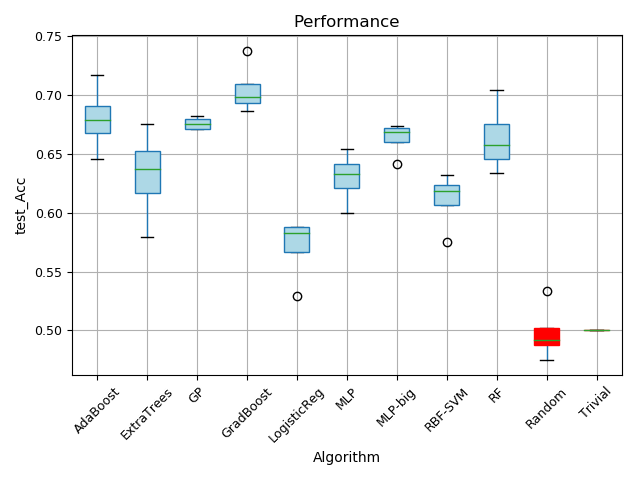 Performance
test_Acc
0.75
0.70
0.65
0.60
0.55
0.50
AdaBoost
ExtraTrees
GP
GradBoost
LogisticReg
MLP
MLP-big
RBF-SVM
RF
Random
Trivial
Algorithm